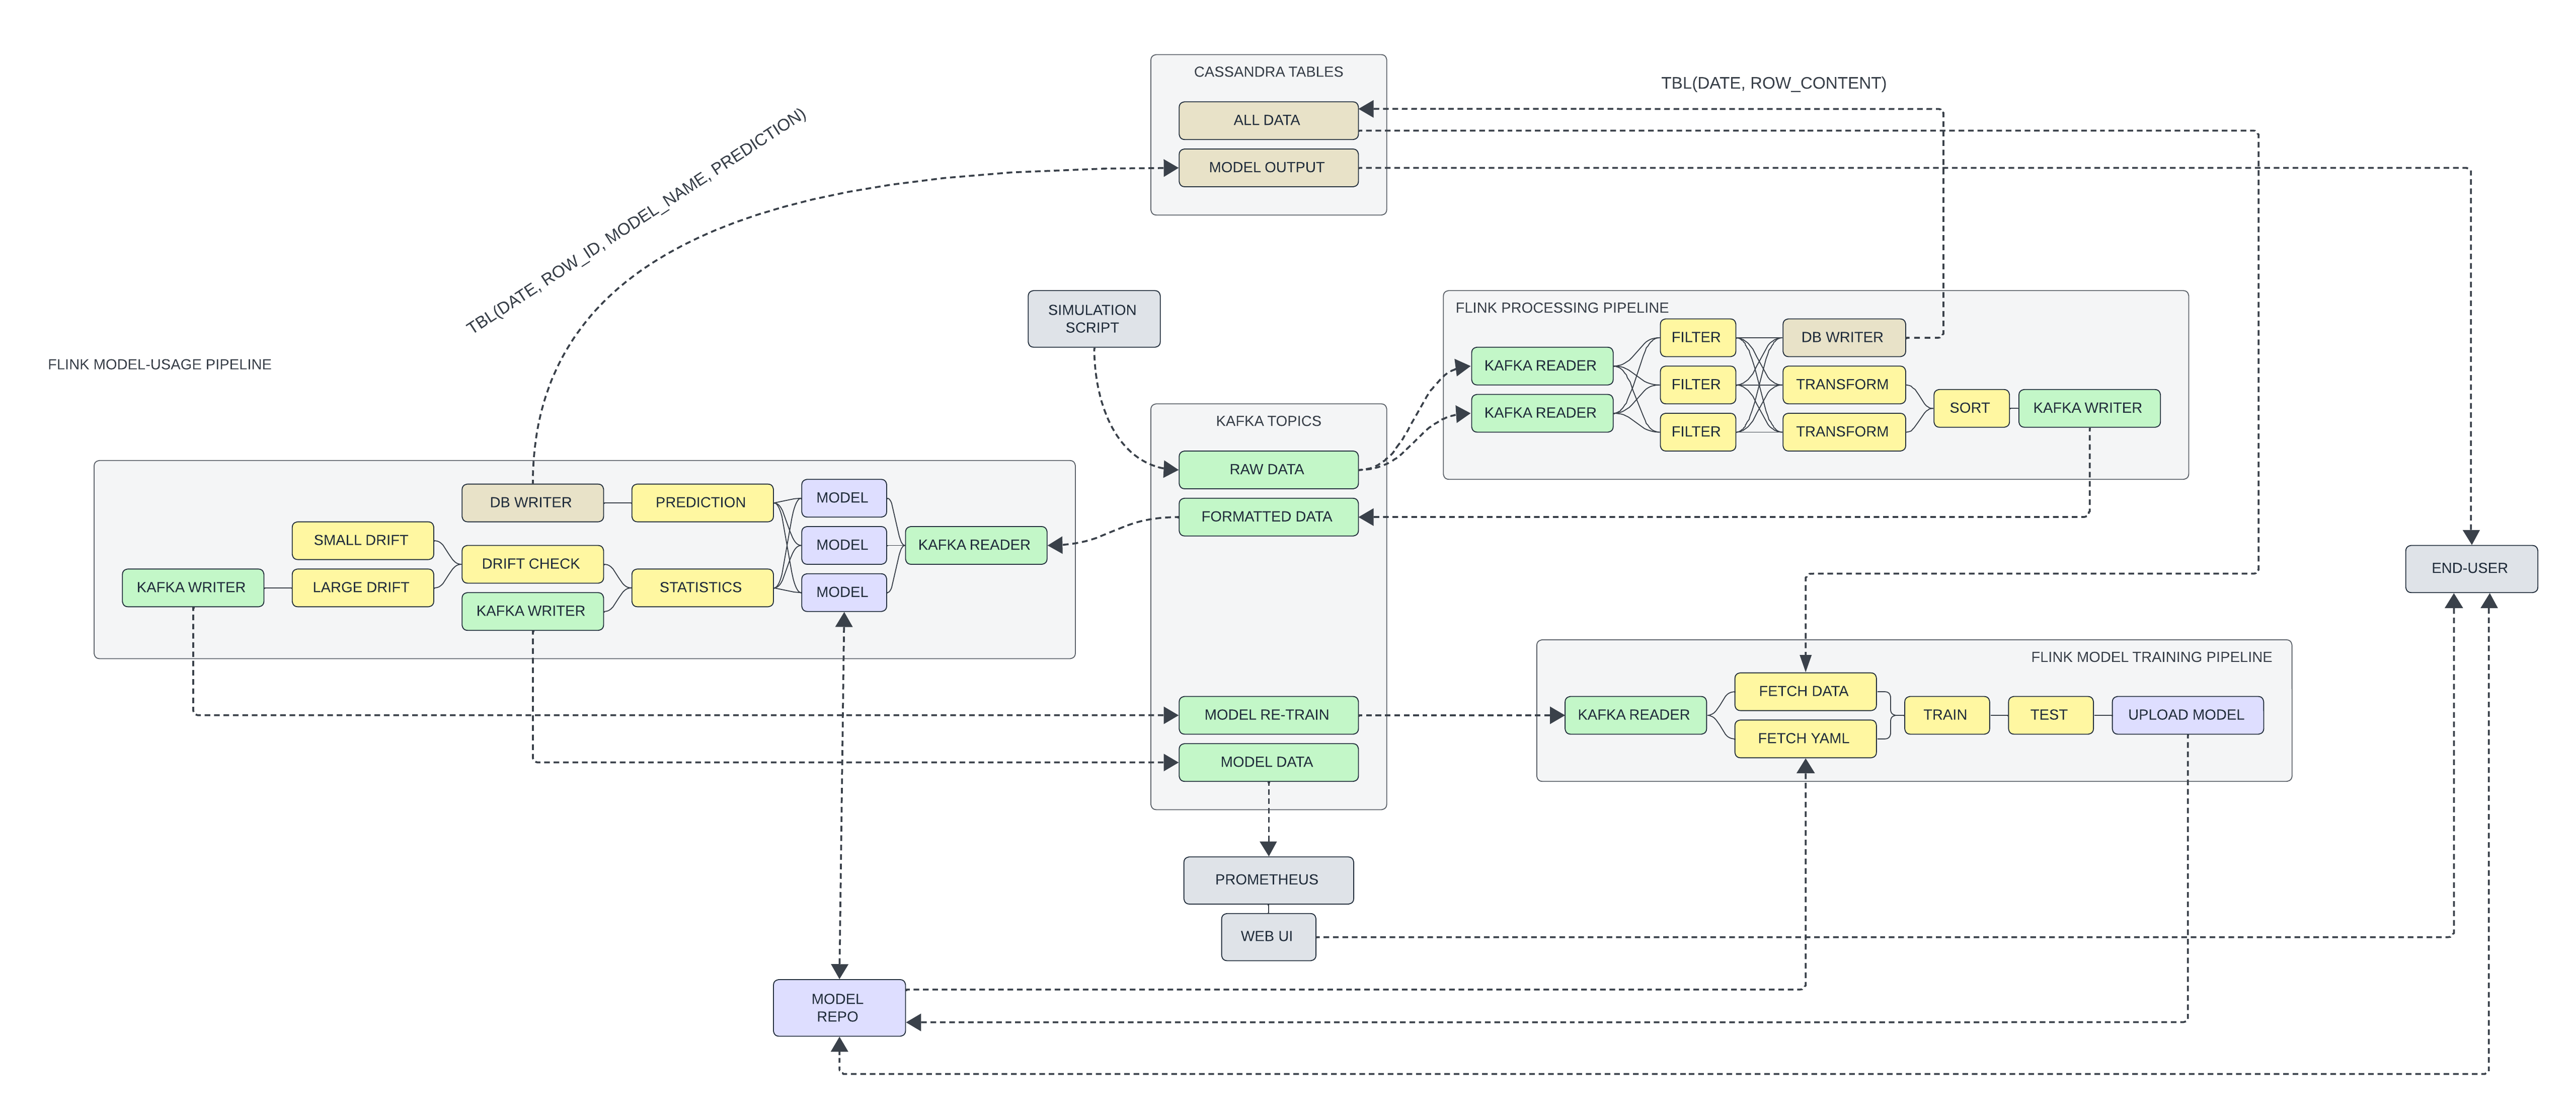 CASSANDRA TABLES
ALL DATA
MODEL OUTPUT
TBL(DATE, ROW_CONTENT)
TBL(DATE, ROW_ID, MODEL_NAME, PREDICTION)
SIMULATION
SCRIPT
FLINK PROCESSING PIPELINE
KAFKA READER
KAFKA READER
FILTER
FILTER
FILTER
DB WRITER
TRANSFORM
TRANSFORM
SORT
KAFKA WRITER
FLINK MODEL-USAGE PIPELINE
KAFKA TOPICS
RAW DATA
FORMATTED DATA
MODEL RE-TRAIN
MODEL DATA
DB WRITER
PREDICTION
MODEL
MODEL
MODEL
KAFKA READER
SMALL DRIFT
LARGE DRIFT
DRIFT CHECK
KAFKA WRITER
STATISTICS
KAFKA WRITER
END-USER
FLINK MODEL TRAINING PIPELINE
KAFKA READER
FETCH DATA
FETCH YAML
TRAIN
TEST
UPLOAD MODEL
PROMETHEUS
WEB UI
MODEL
REPO